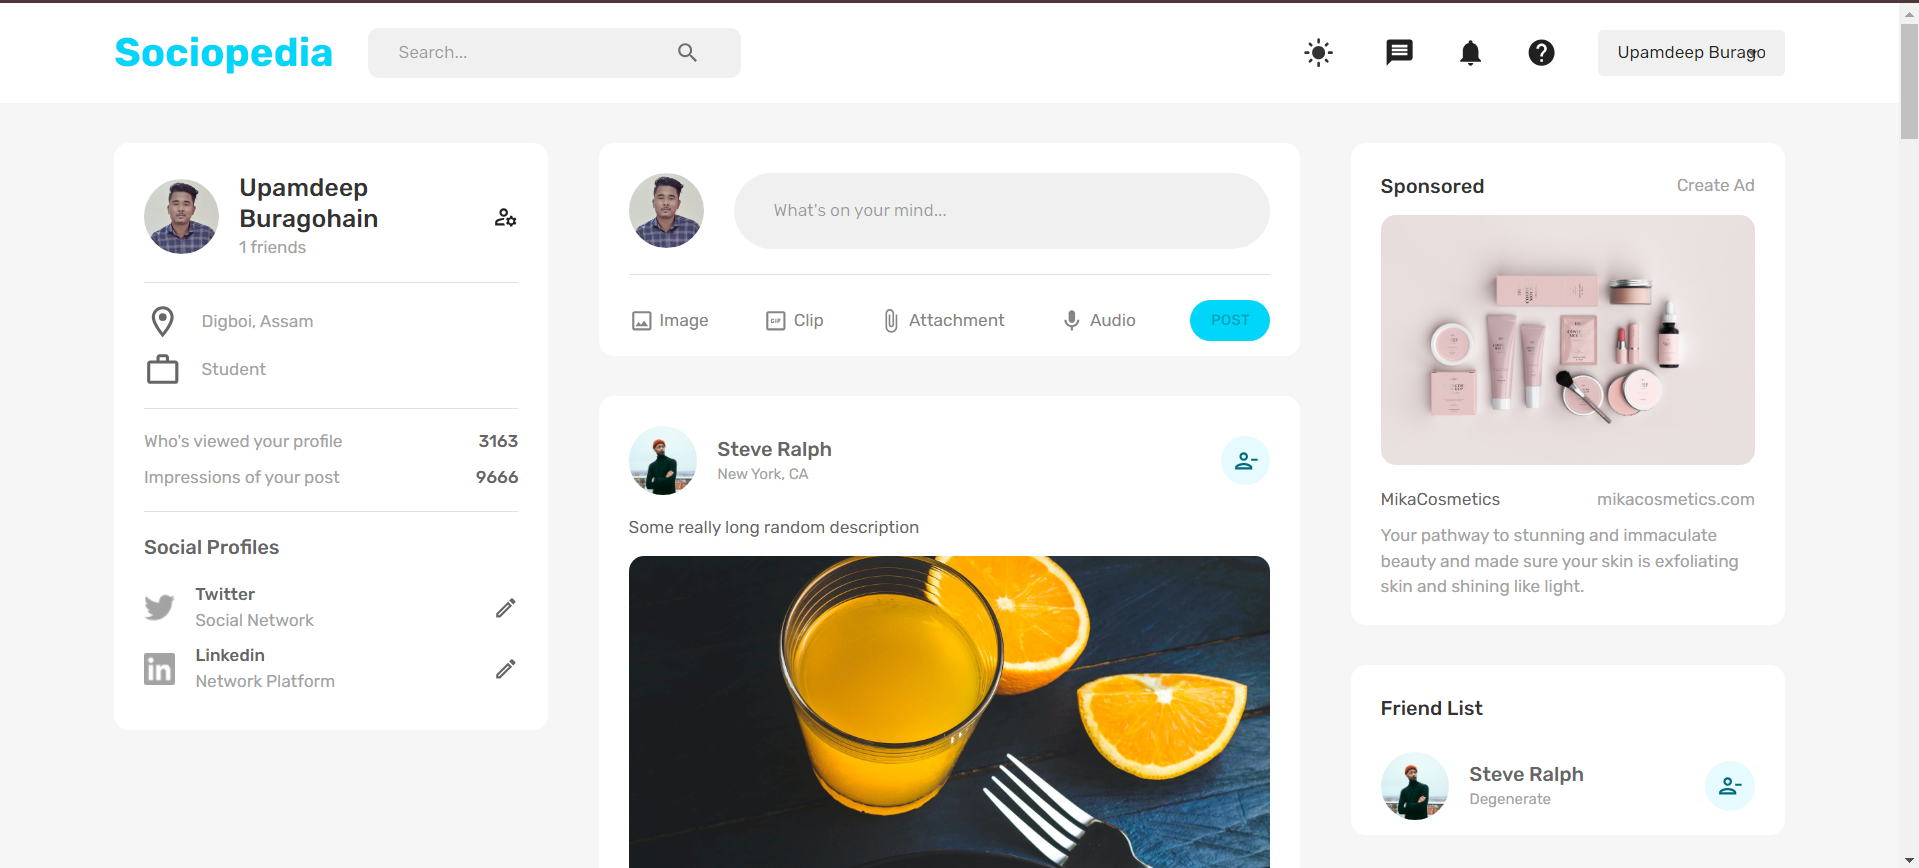 Sociopedia
Search...
Upamdeep Burago
Upamdeep
Buragohain
1 friends
Digboi, Assam
Student
Who's viewed your profile 3163
Impressions of your post 9666
Social Profiles
Twitter
Social Network
Linkedin
Network Platform
What's on your mind...
Image
GIF Clip
Attachment
Audio
POST
Steve Ralph
New York, CA
Some really long random description
Sponsored
Create Ad
MikaCosmetics
mikacosmetics.com
Your pathway to stunning and immaculate
beauty and made sure your skin is exfoliating
skin and shining like light.
Friend List
Steve Ralph
Degenerate